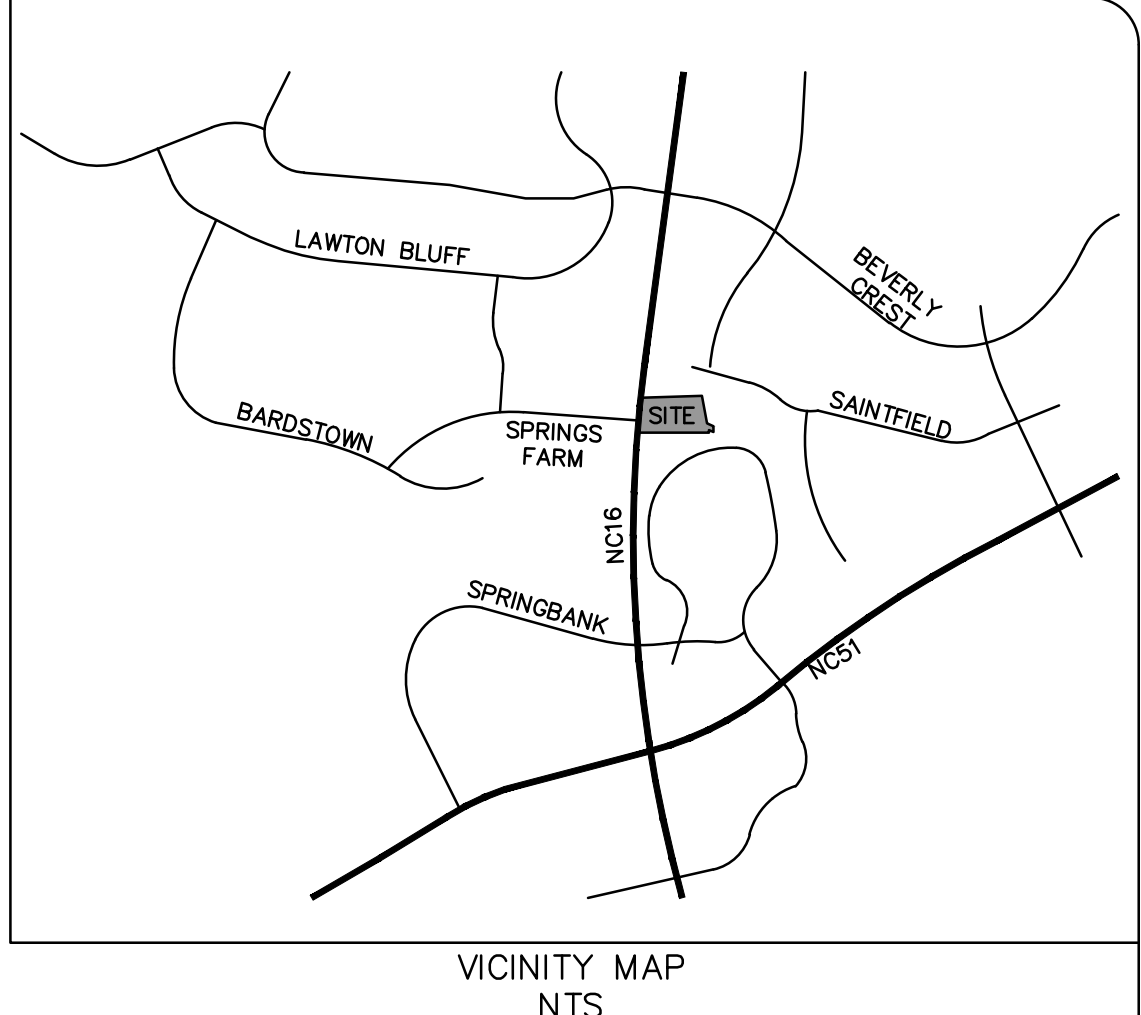 LAWTON BLUFF
BEVERLY
CREST
BARDSTOWN
SPRINGS
FARM
SITE
SAINTFIELD
NC16
SPRINGBANK
NC51
VICINITY MAP
NTS